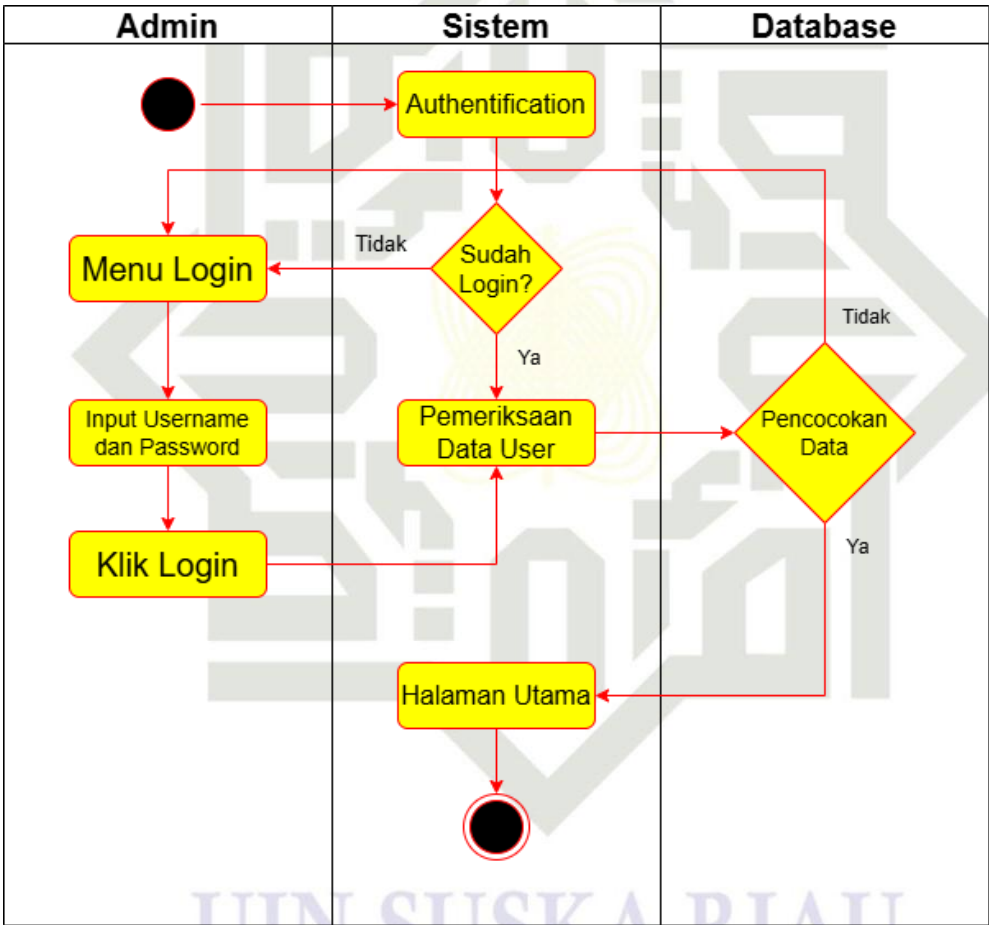 Admin
Sistem
Database
Authentification
Menu Login
Tidak
Sudah
Login?
Tidak
Ya
Input Username
dan Password
Pemeriksaan
Data User
Pencocokan
Data
Klik Login
Ya
Halaman Utama
UIN SUSKA RIAU